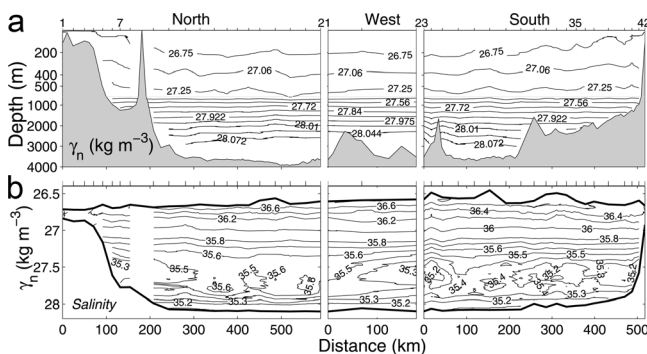 a
1 7 North 21 West 23 South 35 42
Depth (m)
200
400
500
1000
2000
3000
4000
γn (kg m−3)
26.75 26.75 26.75
27.06 27.06 27.06
27.25 27.25 27.25
27.56 27.56
27.72 27.72
27.84
27.922 27.975 27.922
28.01 28.01
28.044
28.072 28.072
b
γn (kg m−3)
26.5
27
27.5
28
36.6 36.6
36.2 36.2 36.4
36.4
36
35.8 35.8 35.8
35.6 35.6 35.5
35.3 35.5 35.5 35.6 35.5 35.2 35.3
35.6 35.4 35.4
35.2 35.3 35.2 35.3 35.2
Salinity
0 100 200 300 400 500 0 100 0 100 200 300 400 500
Distance (km)